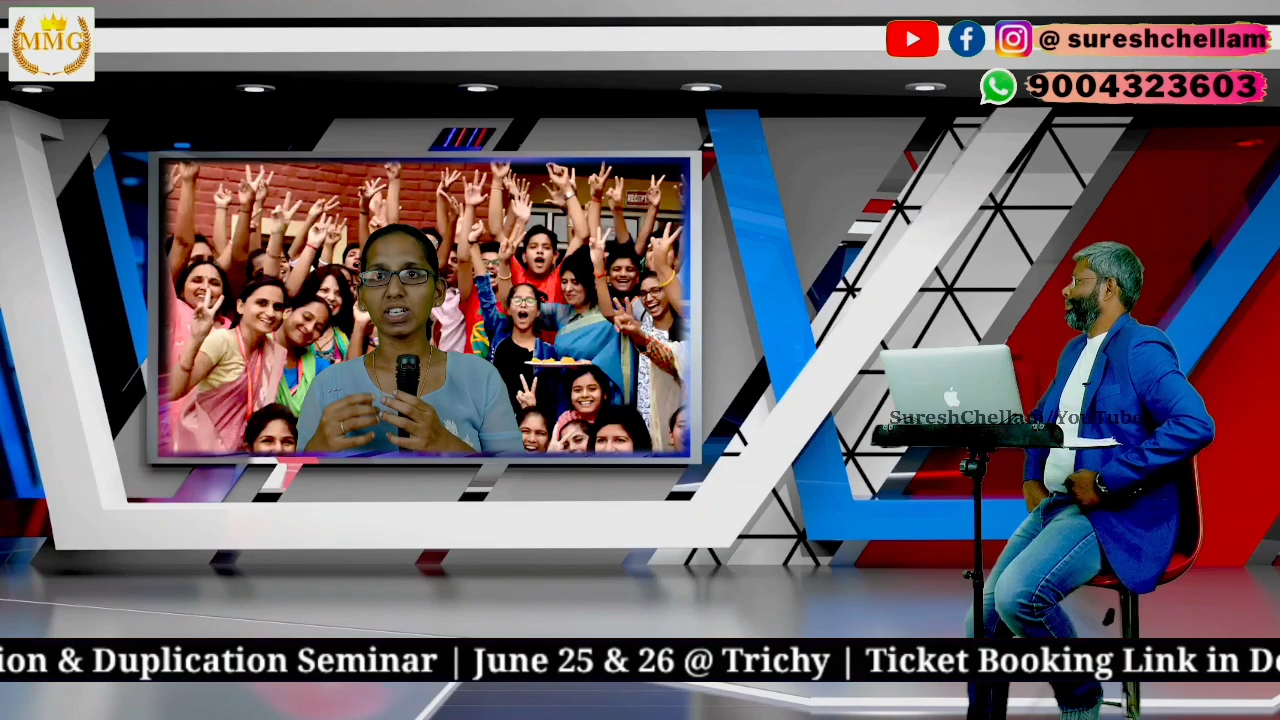 MMG
@ sureshchellam
9004323603
SureshChellam/YouTube
ion & Duplication Seminar | June 25 & 26 @ Trichy | Ticket Booking Link in De